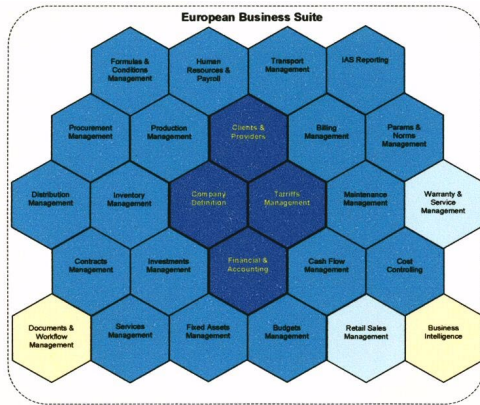 European Business Suite
Formulas &
Conditions
Management
Human
Resources &
Payroll
Transport
Management
IAS Reporting
Procurement
Management
Production
Management
Clients &
Providers
Billing
Management
Params &
Norms
Management
Distribution
Management
Inventory
Management
Company
Definition
Tarriffs
Management
Maintenance
Management
Warranty &
Service
Management
Contracts
Management
Investments
Management
Financial &
Accounting
Cash Flow
Management
Cost
Controlling
Documents &
Workflow
Management
Services
Management
Fixed Assets
Management
Budgets
Management
Retail Sales
Management
Business
Intelligence